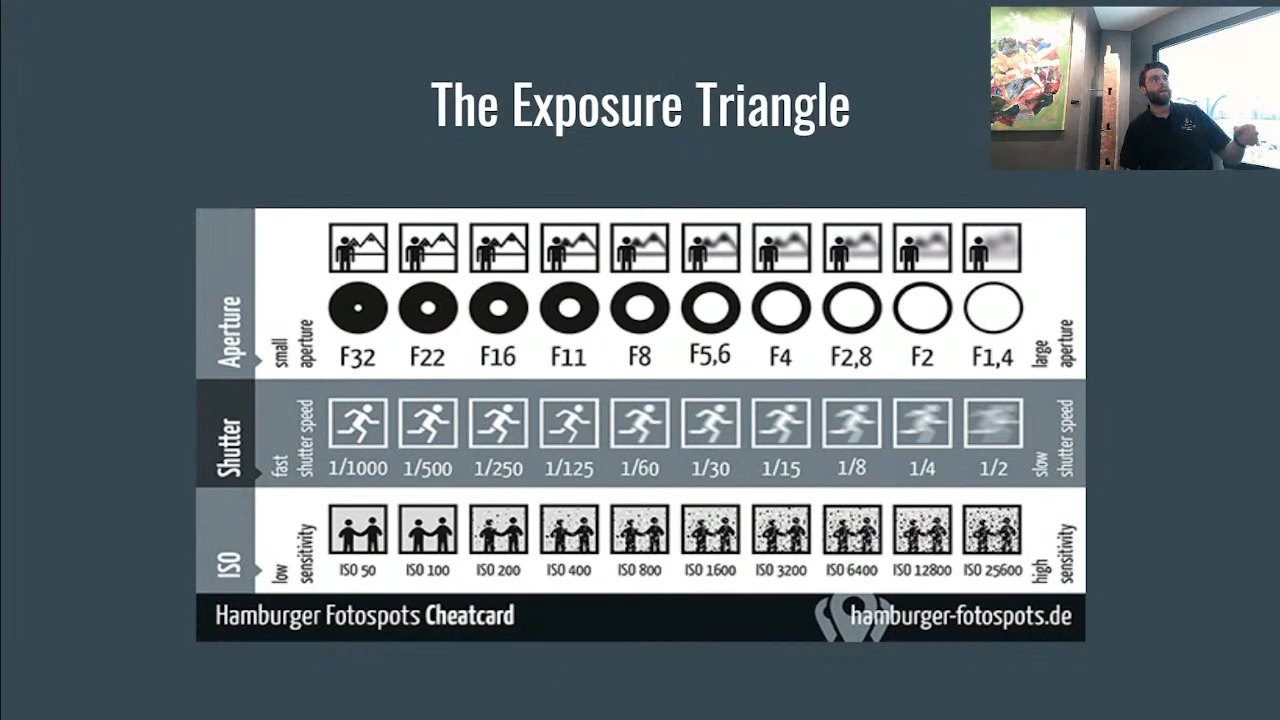 The Exposure Triangle
Aperture
small
aperture
F32 F22 F16 F11 F8 F5,6 F4 F2,8 F2 F1,4
large
aperture
Shutter
fast
shutter speed
1/1000 1/500 1/250 1/125 1/60 1/30 1/15 1/8 1/4 1/2
slow
shutter speed
ISO
low
sensitivity
ISO 50 ISO 100 ISO 200 ISO 400 ISO 800 ISO 1600 ISO 3200 ISO 6400 ISO 12800 ISO 25600
high
sensitivity
Hamburger Fotospots Cheatcard
hamburger-fotospots.de